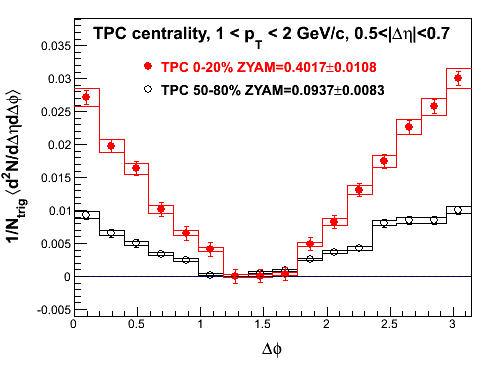 TPC centrality, 1 < p_T < 2 GeV/c, 0.5<|Δη|<0.7
TPC 0-20% ZYAM=0.4017±0.0108
TPC 50-80% ZYAM=0.0937±0.0083
1/N_trig ⟨d²N/dΔηdΔϕ⟩
0.035
0.03
0.025
0.02
0.015
0.01
0.005
0
-0.005
0 0.5 1 1.5 2 2.5 3
Δϕ